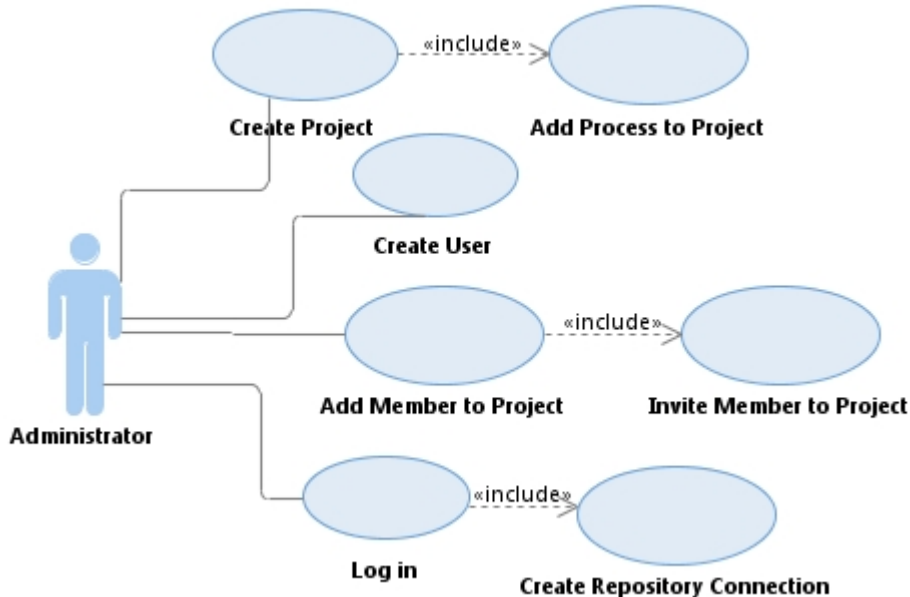 «include»
Create Project
Add Process to Project
Create User
«include»
Add Member to Project
Invite Member to Project
Administrator
«include»
Log in
Create Repository Connection